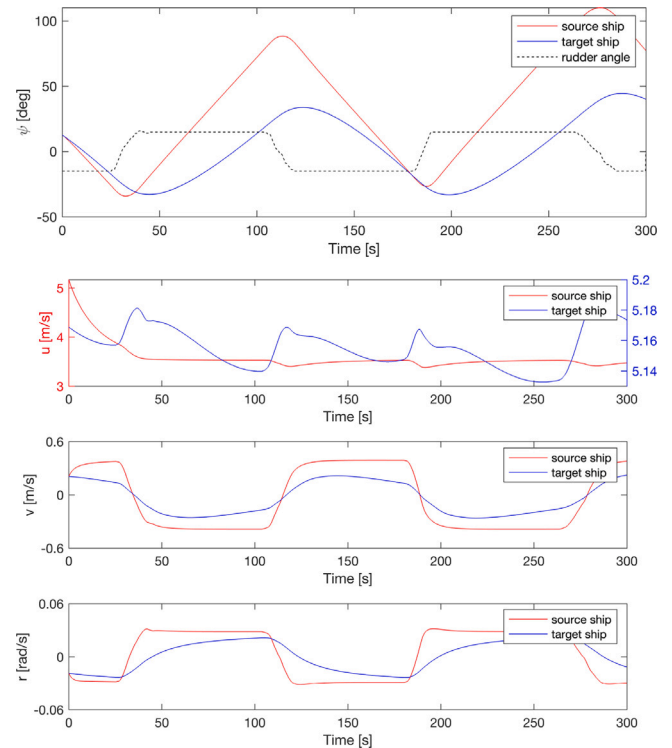 100
50
0
-50
ψ [deg]
source ship
target ship
rudder angle
0 50 100 150 200 250 300
Time [s]
5
4
3
u [m/s]
source ship
target ship
5.2
5.18
5.16
5.14
0 50 100 150 200 250 300
Time [s]
0.6
0
-0.6
v [m/s]
source ship
target ship
0 50 100 150 200 250 300
Time [s]
0.06
0
-0.06
r [rad/s]
source ship
target ship
0 50 100 150 200 250 300
Time [s]